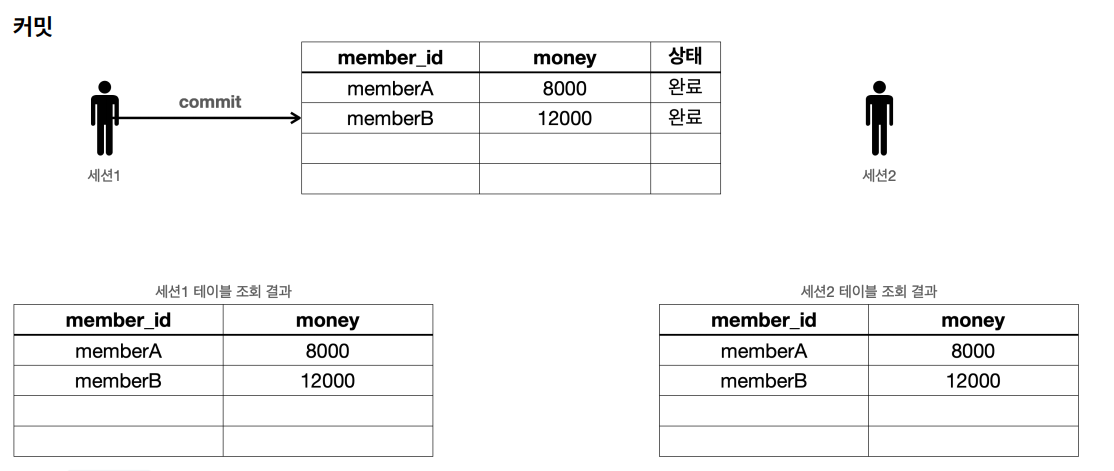 커밋
member_id money 상태
memberA 8000 완료
memberB 12000 완료
commit
세션1
세션2
세션1 테이블 조회 결과
member_id money
memberA 8000
memberB 12000
세션2 테이블 조회 결과
member_id money
memberA 8000
memberB 12000